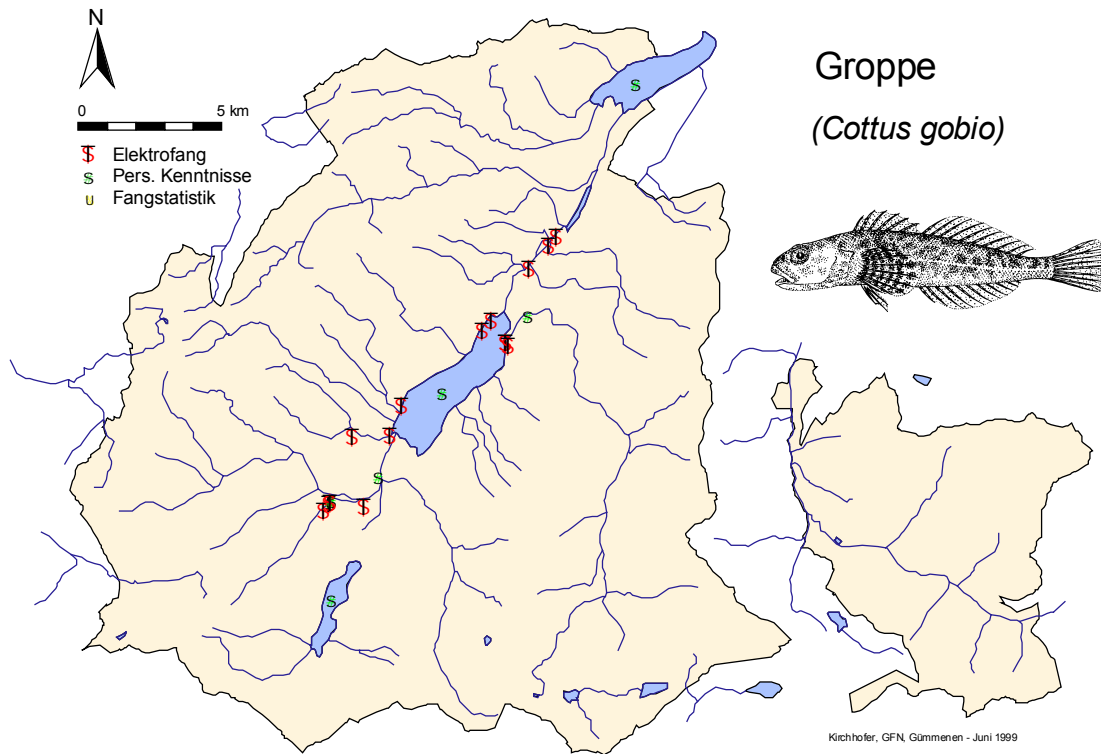 N
0 5 km
Elektrofang
s Pers. Kenntnisse
u Fangstatistik
Groppe
(Cottus gobio)
Kirchhofer, GFN, Gümmenen - Juni 1999